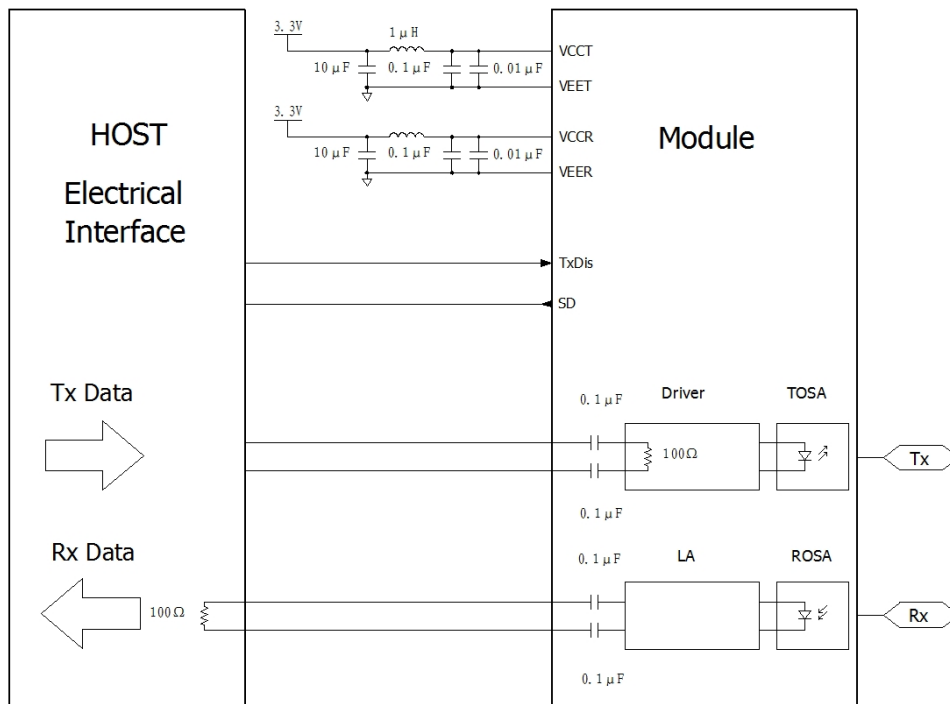 3.3V
1μH
10μF
0.1μF
0.01μF
VCCT
VEET
3.3V
10μF
0.1μF
0.01μF
VCCR
VEER
HOST
Electrical
Interface
Module
TxDis
SD
Tx Data
0.1μF
Driver
TOSA
100Ω
Tx
0.1μF
Rx Data
0.1μF
LA
ROSA
100Ω
Rx
0.1μF